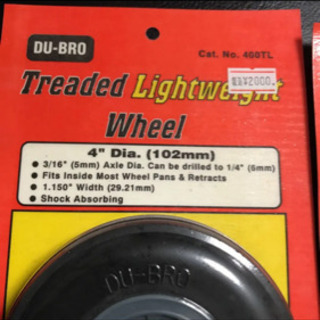 DU-BRO
Cat. No. 400TL
¥2000.
Treaded Lightweight
Wheel
4" Dia. (102mm)
• 3/16" (5mm) Axle Dia. Can be drilled to 1/4" (6mm)
• Fits Inside Most Wheel Pans & Retracts
• 1.150" Width (29.21mm)
• Shock Absorbing
DU-BRO